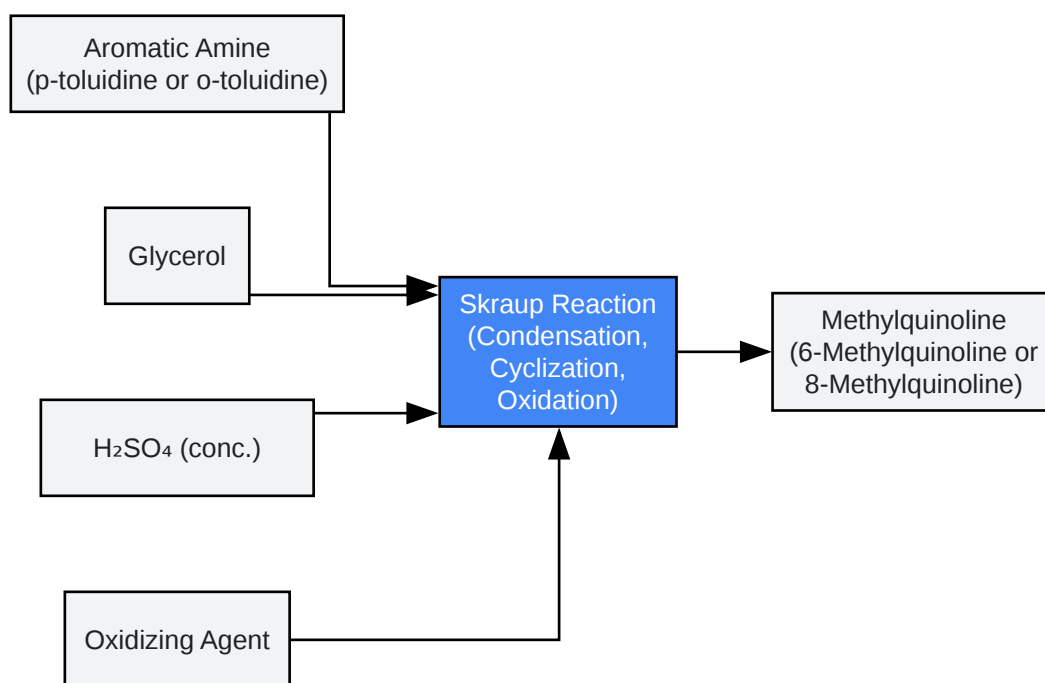 Aromatic Amine
(p-toluidine or o-toluidine)
Glycerol
Skraup Reaction
(Condensation,
Cyclization,
Oxidation)
Methylquinoline
(6-Methylquinoline or
8-Methylquinoline)
H₂SO₄ (conc.)
Oxidizing Agent